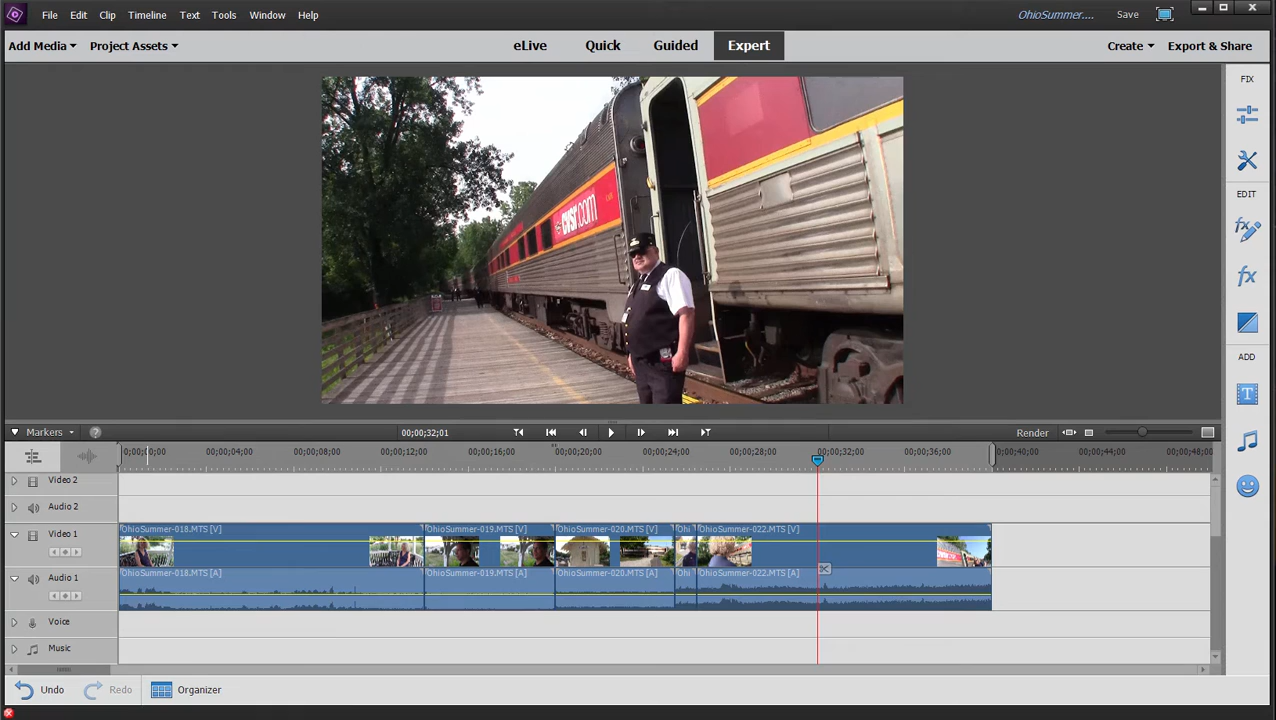 File Edit Clip Timeline Text Tools Window Help OhioSummer.... Save
Add Media Project Assets eLive Quick Guided Expert Create Export & Share
FIX
EDIT
ADD
cvsr.com
Markers ? 00;00;32;01 Render
00;00;04;00 00;00;08;00 00;00;12;00 00;00;16;00 00;00;20;00 00;00;24;00 00;00;28;00 00;00;32;00 00;00;36;00 00;00;40;00 00;00;44;00 00;00;48;00
Video 2
Audio 2
Video 1 OhioSummer-018.MTS [V] OhioSummer-019.MTS [V] OhioSummer-020.MTS [V] Ohi OhioSummer-022.MTS [V]
Audio 1 OhioSummer-018.MTS [A] OhioSummer-019.MTS [A] OhioSummer-020.MTS [A] Ohi OhioSummer-022.MTS [A]
Voice
Music
Undo Redo Organizer